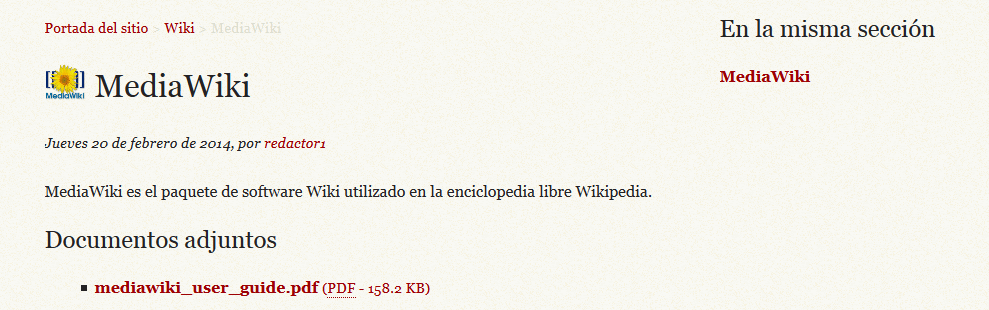 Portada del sitio > Wiki > MediaWiki
MediaWiki
MediaWiki
Jueves 20 de febrero de 2014, por redactor1
MediaWiki es el paquete de software Wiki utilizado en la enciclopedia libre Wikipedia.
Documentos adjuntos
mediawiki_user_guide.pdf (PDF - 158.2 KB)
En la misma sección
MediaWiki